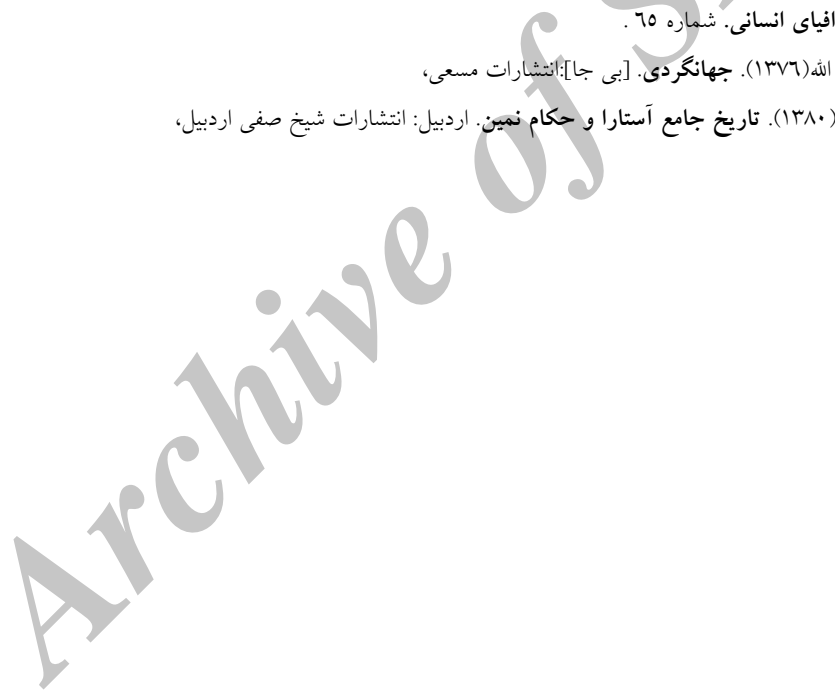 افیای انسانی. شماره ٦٥ .
الله(١٣٧٦). جهانگردی. [بی جا]:انتشارات مسعی،
(١٣٨٠). تاریخ جامع آستارا و حکام نمین. اردبیل: انتشارات شیخ صفی اردبیل،
Archive of S